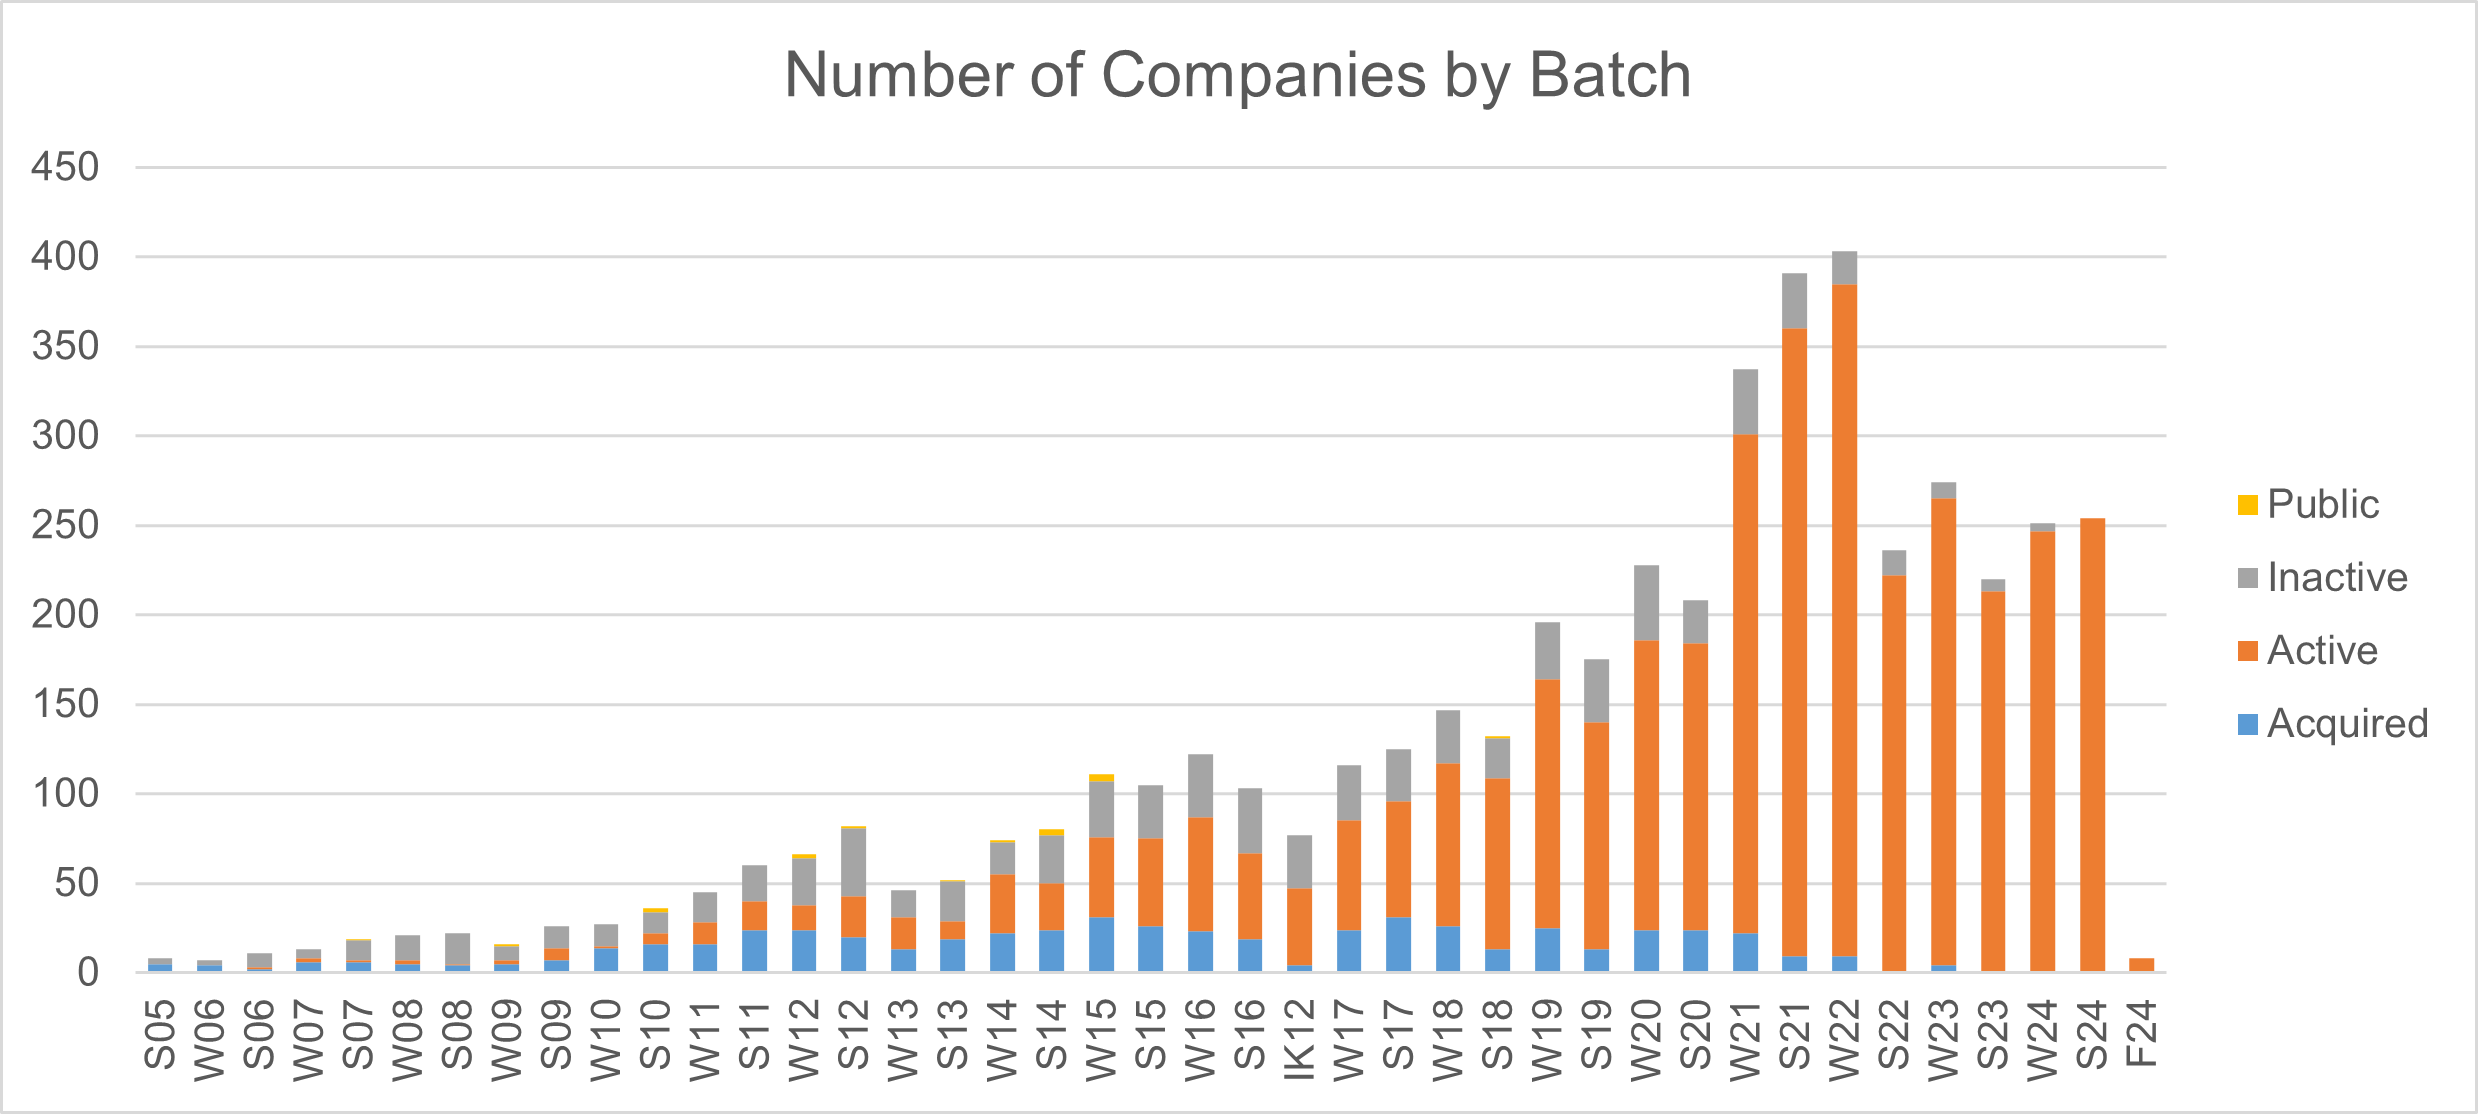 Number of Companies by Batch
450
400
350
300
250
200
150
100
50
0
S05
W06
S06
W07
S07
W08
S08
W09
S09
W10
S10
W11
S11
W12
S12
W13
S13
W14
S14
W15
S15
W16
S16
IK12
W17
S17
W18
S18
W19
S19
W20
S20
W21
S21
W22
S22
W23
S23
W24
S24
F24
Public
Inactive
Active
Acquired